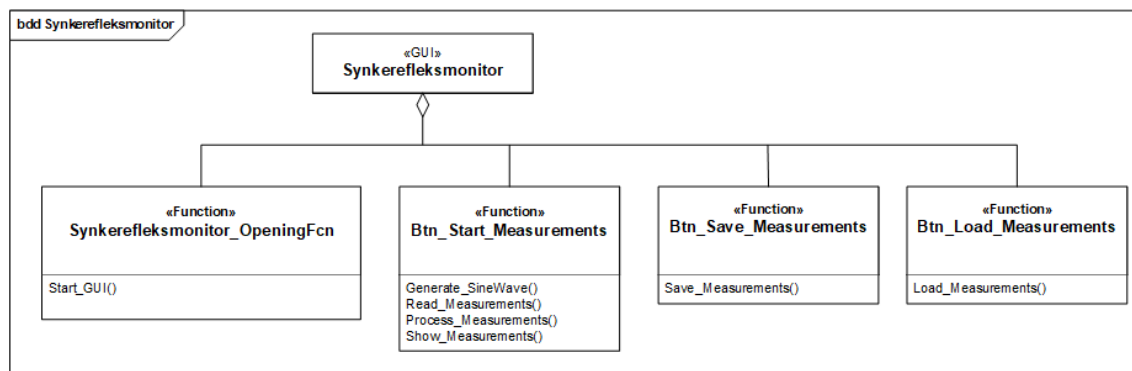 bdd Synkerefleksmonitor
«GUI»
Synkerefleksmonitor
«Function»
Synkerefleksmonitor_OpeningFcn
Start_GUI()
«Function»
Btn_Start_Measurements
Generate_SineWave()
Read_Measurements()
Process_Measurements()
Show_Measurements()
«Function»
Btn_Save_Measurements
Save_Measurements()
«Function»
Btn_Load_Measurements
Load_Measurements()